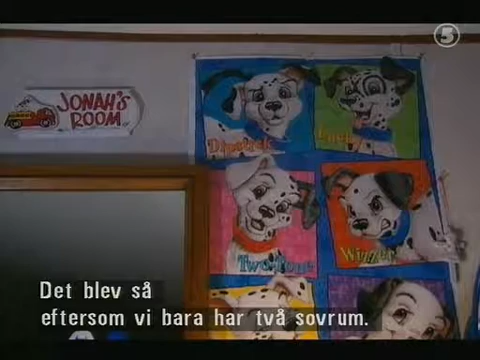 5
JONAH'S
ROOM
Dipstick
Lucky
Two-Tone
Wizzer
Det blev så
eftersom vi bara har två sovrum.